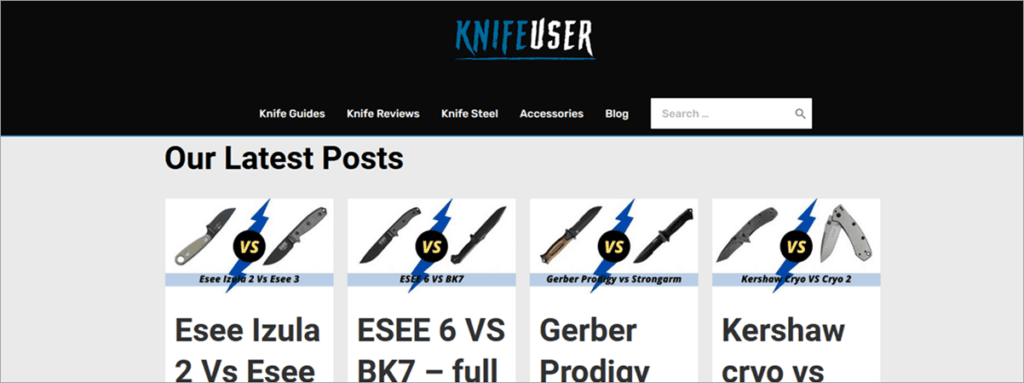 KNIFEUSER
Knife Guides Knife Reviews Knife Steel Accessories Blog Search ...
Our Latest Posts
VS VS VS VS
Esee Izula 2 Vs Esee 3 ESEE 6 VS BK7 Gerber Prodigy vs Strongarm Kershaw Cryo VS Cryo 2
Esee Izula
2 Vs Esee
ESEE 6 VS
BK7 – full
Gerber
Prodigy
Kershaw
cryo vs